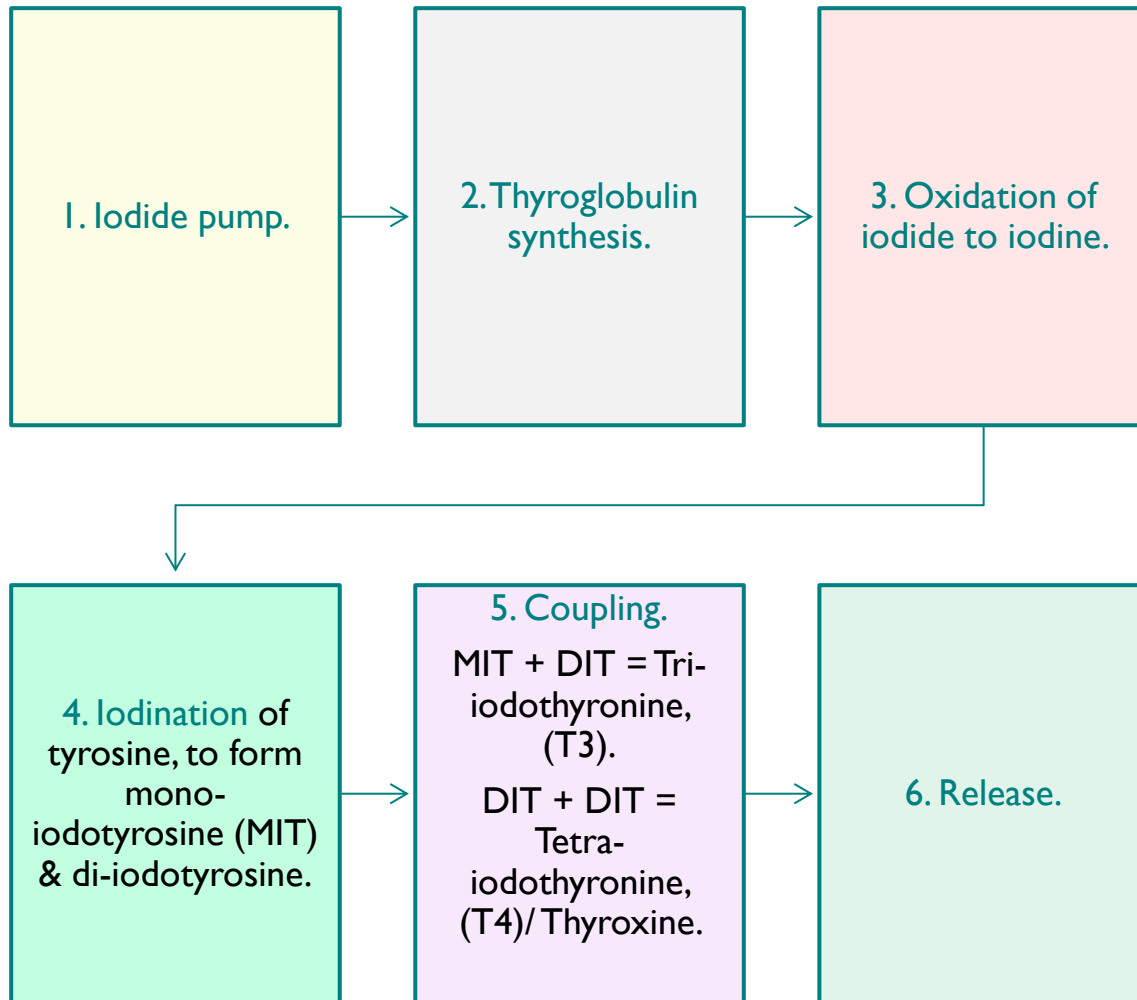 1. Iodide pump.
2. Thyroglobulin
synthesis.
3. Oxidation of
iodide to iodine.
4. Iodination of
tyrosine, to form
mono-
iodotyrosine (MIT)
& di-iodotyrosine.
5. Coupling.
MIT + DIT = Tri-
iodothyronine,
(T3).
DIT + DIT =
Tetra-
iodothyronine,
(T4)/ Thyroxine.
6. Release.